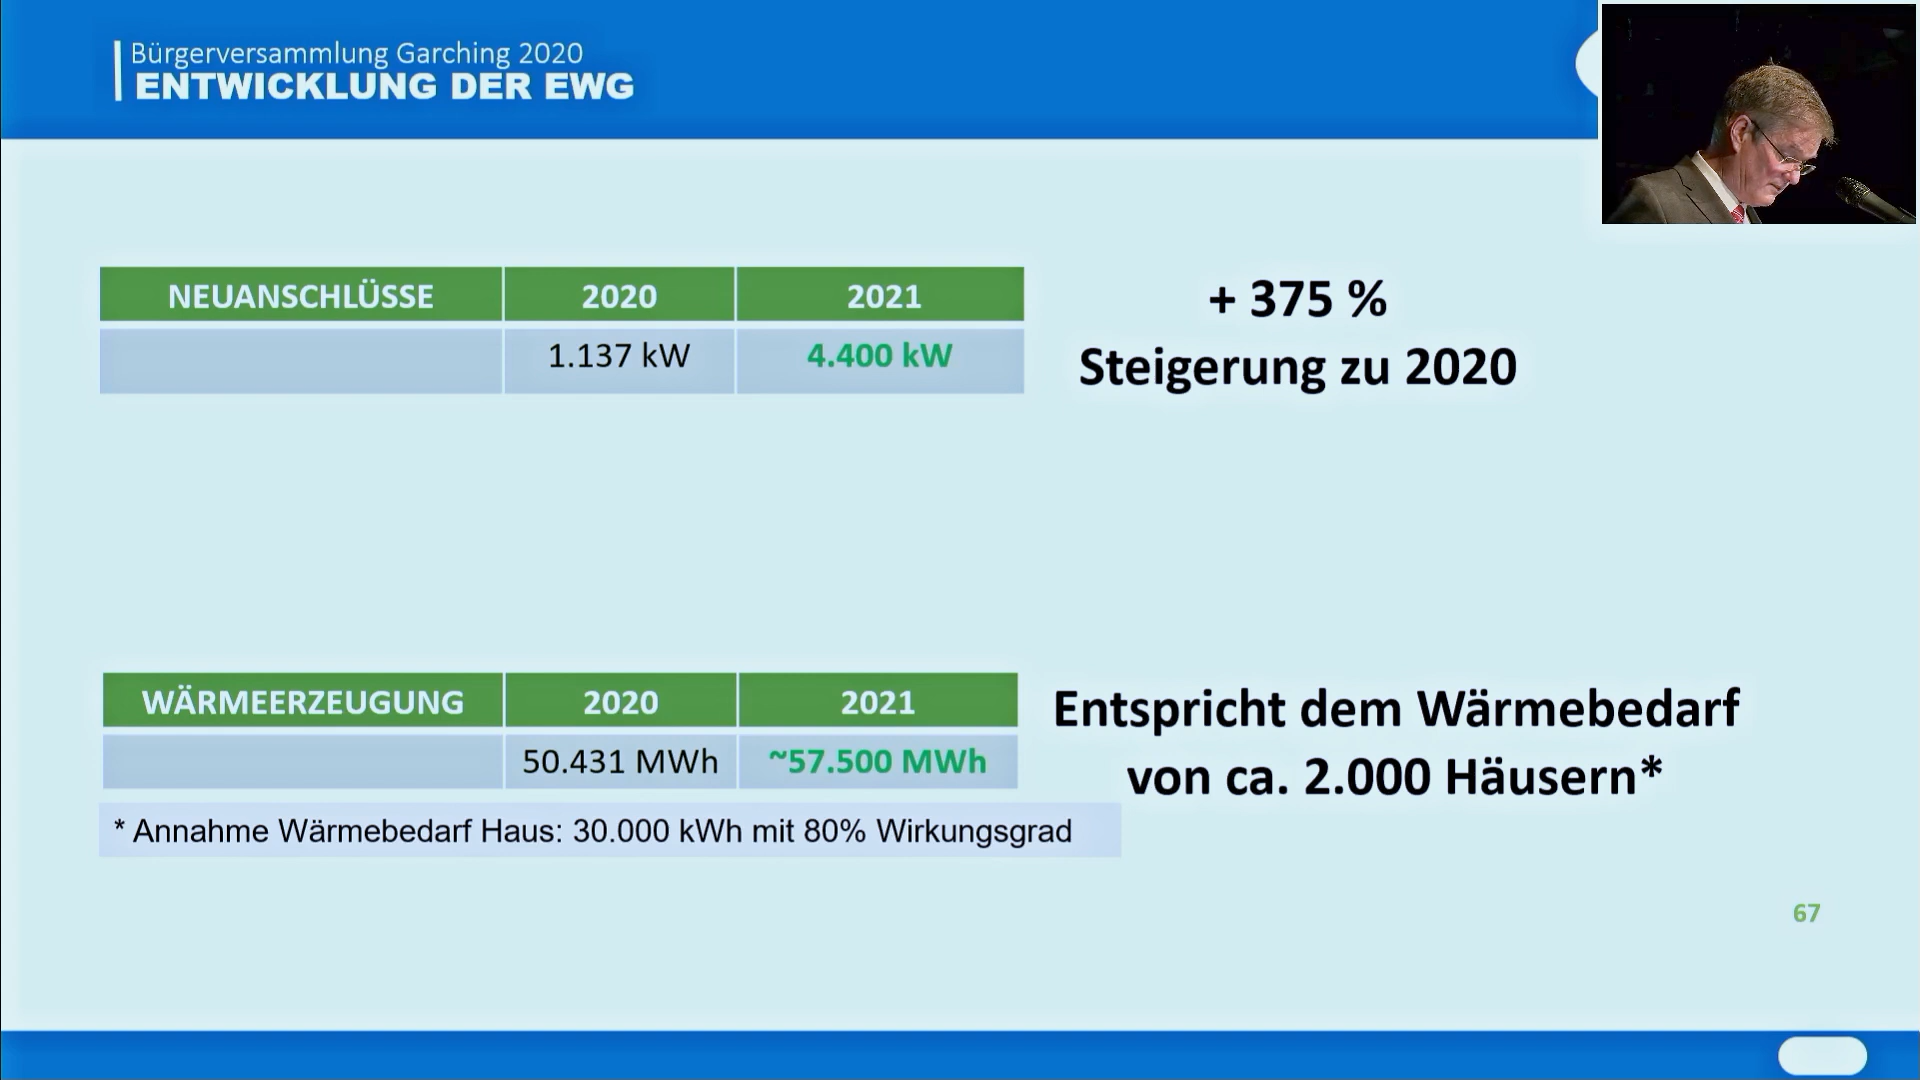 Bürgerversammlung Garching 2020
ENTWICKLUNG DER EWG
NEUANSCHLÜSSE 2020 2021
1.137 kW 4.400 kW
+ 375 %
Steigerung zu 2020
WÄRMEERZEUGUNG 2020 2021
50.431 MWh ~57.500 MWh
Entspricht dem Wärmebedarf
von ca. 2.000 Häusern*
* Annahme Wärmebedarf Haus: 30.000 kWh mit 80% Wirkungsgrad
67